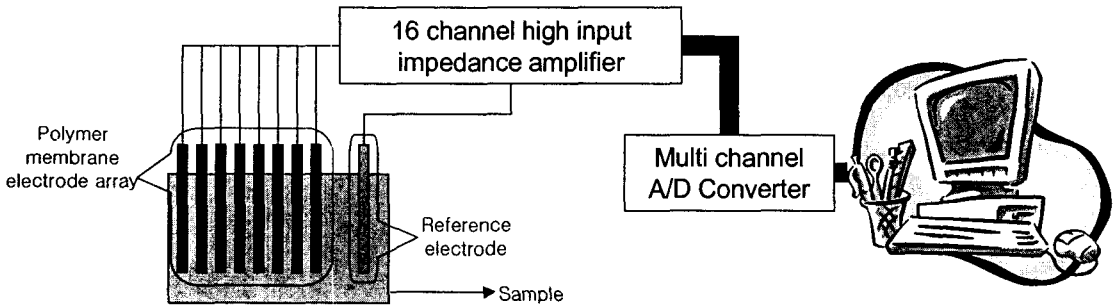 16 channel high input
impedance amplifier
Polymer
membrane
electrode array
Multi channel
A/D Converter
Reference
electrode
Sample